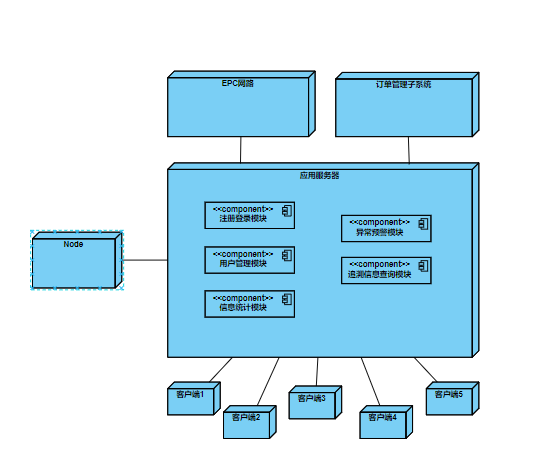 EPC网路
订单管理子系统
应用服务器
<<component>>
注册登录模块
<<component>>
异常预警模块
Node
<<component>>
用户管理模块
<<component>>
追溯信息查询模块
<<component>>
信息统计模块
客户端1
客户端2
客户端3
客户端4
客户端5